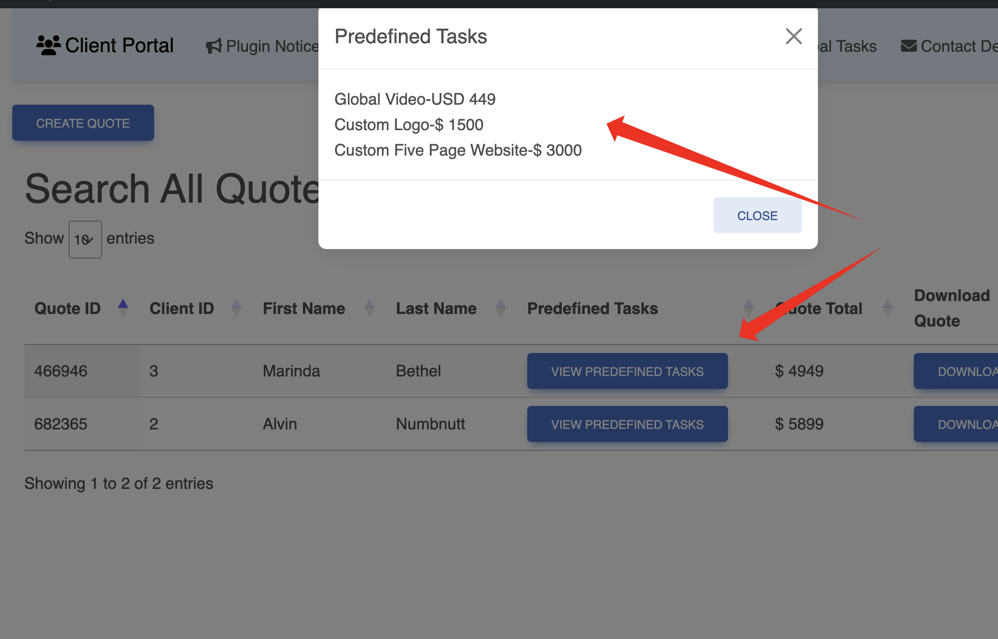 Client Portal
Plugin Notice
al Tasks
Contact De
Predefined Tasks
Global Video-USD 449
Custom Logo-$ 1500
Custom Five Page Website-$ 3000
CLOSE
CREATE QUOTE
Search All Quote
Show 10 entries
Quote ID Client ID First Name Last Name Predefined Tasks Quote Total Download Quote
466946 3 Marinda Bethel VIEW PREDEFINED TASKS $ 4949 DOWNLOA
682365 2 Alvin Numbnutt VIEW PREDEFINED TASKS $ 5899 DOWNLOA
Showing 1 to 2 of 2 entries